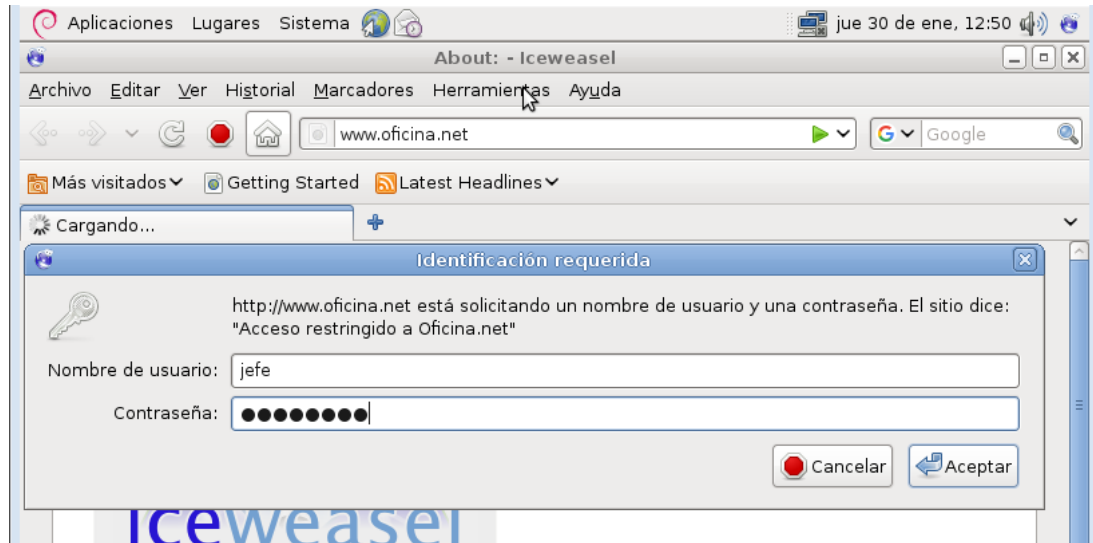 Aplicaciones Lugares Sistema jue 30 de ene, 12:50
About: - Iceweasel
Archivo Editar Ver Historial Marcadores Herramientas Ayuda
www.oficina.net G Google
Más visitados Getting Started Latest Headlines
Cargando...
Identificación requerida
http://www.oficina.net está solicitando un nombre de usuario y una contraseña. El sitio dice:
"Acceso restringido a Oficina.net"
Nombre de usuario: jefe
Contraseña: ●●●●●●●●
Cancelar Aceptar
iceweasel